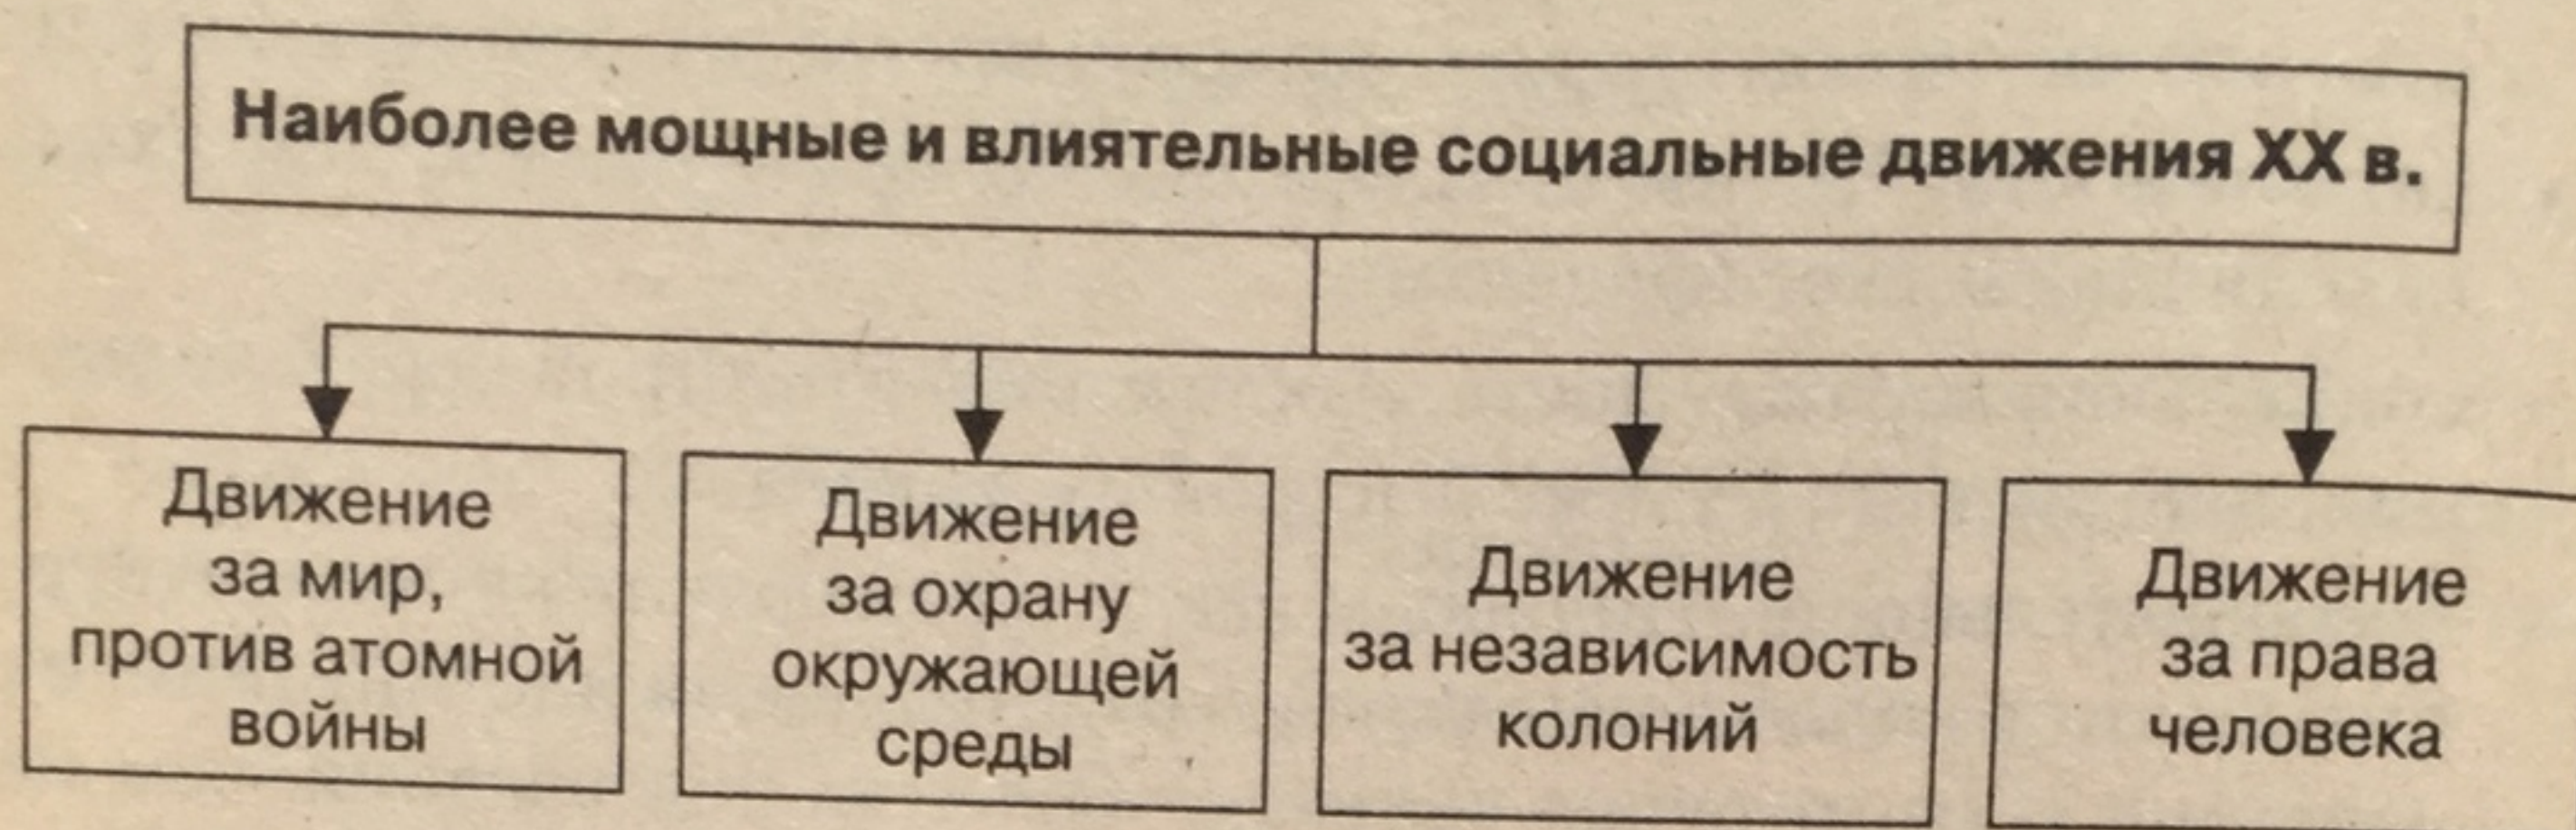 Наиболее мощные и влиятельные социальные движения XX в.
Движение
за мир,
против атомной
войны
Движение
за охрану
окружающей
среды
Движение
за независимость
колоний
Движение
за права
человека